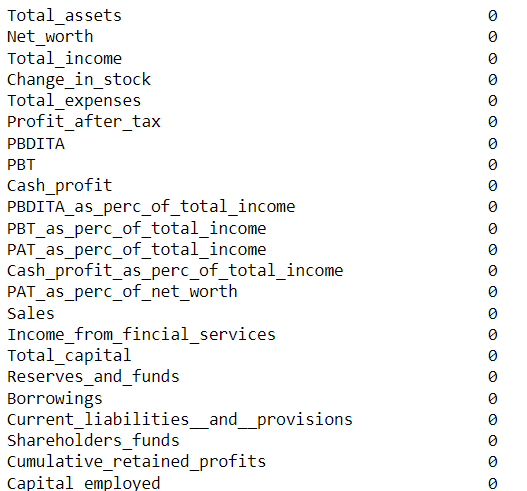 Total_assets 0
Net_worth 0
Total_income 0
Change_in_stock 0
Total_expenses 0
Profit_after_tax 0
PBDITA 0
PBT 0
Cash_profit 0
PBDITA_as_perc_of_total_income 0
PBT_as_perc_of_total_income 0
PAT_as_perc_of_total_income 0
Cash_profit_as_perc_of_total_income 0
PAT_as_perc_of_net_worth 0
Sales 0
Income_from_fincial_services 0
Total_capital 0
Reserves_and_funds 0
Borrowings 0
Current_liabilities__and__provisions 0
Shareholders_funds 0
Cumulative_retained_profits 0
Capital_employed 0